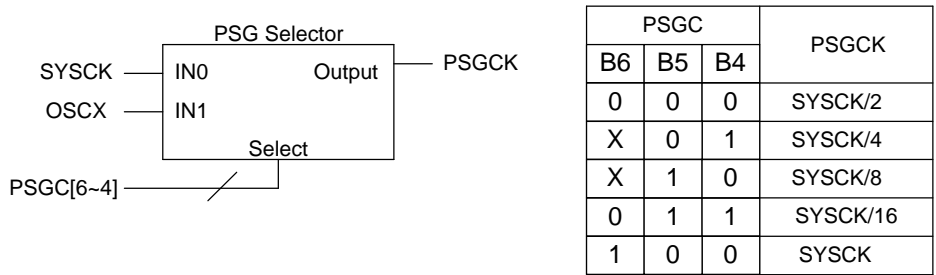 PSG Selector
SYSCK
IN0
Output
PSGCK
OSCX
IN1
Select
PSGC[6~4]
PSGC PSGCK
B6 B5 B4
0 0 0 SYSCK/2
X 0 1 SYSCK/4
X 1 0 SYSCK/8
0 1 1 SYSCK/16
1 0 0 SYSCK